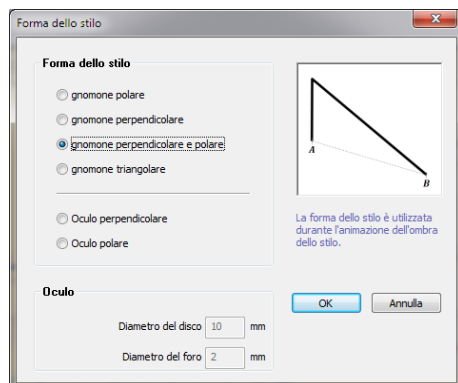 Forma dello stilo
Forma dello stilo
gnomone polare
gnomone perpendicolare
gnomone perpendicolare e polare
gnomone triangolare
Oculo perpendicolare
Oculo polare
A
B
La forma dello stilo è utilizzata
durante l'animazione dell'ombra
dello stilo.
OK Annulla
Oculo
Diametro del disco 10 mm
Diametro del foro 2 mm